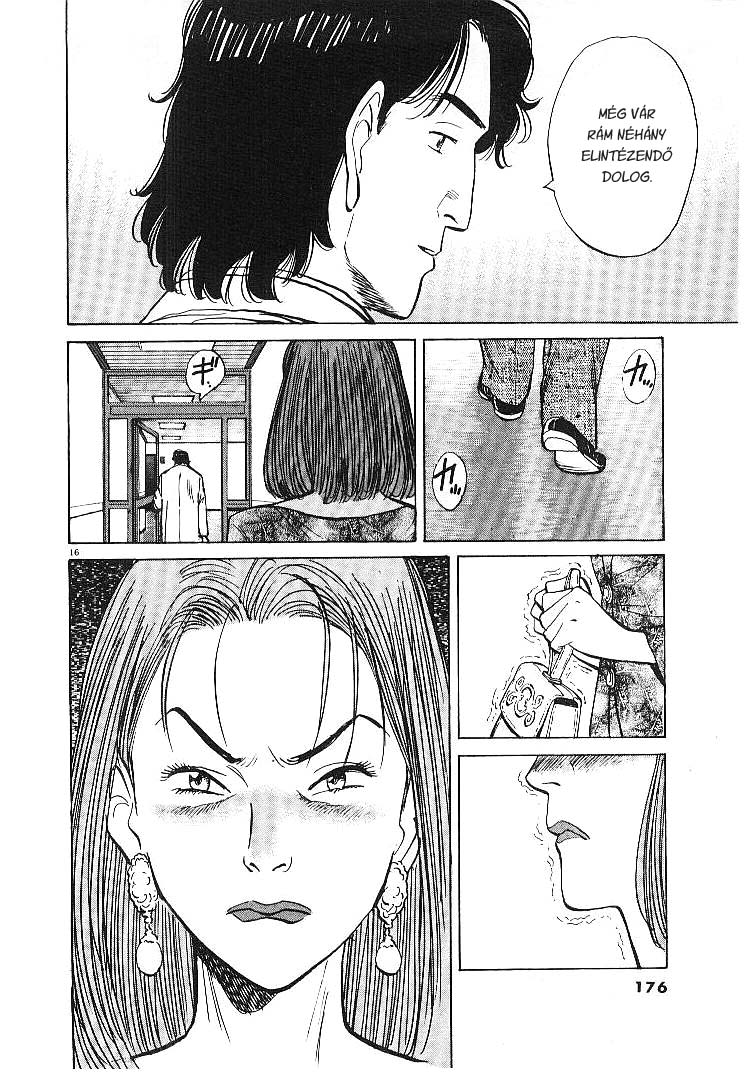 MÉG VÁR
RÁM NÉHÁNY
ELINTÉZENDŐ
DOLOG.
ギ…
カ…
カ…
16
176